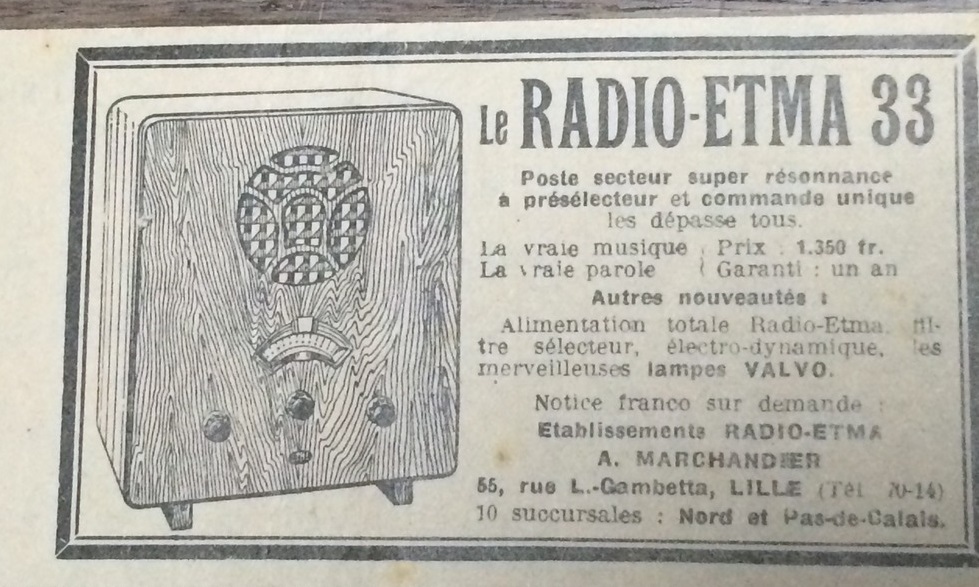 Le RADIO-ETMA 33
Poste secteur super résonnance
à présélecteur et commande unique
les dépasse tous.
La vraie musique Prix : 1.350 fr.
La vraie parole Garanti : un an
Autres nouveautés :
Alimentation totale Radio-Etma, fil-
tre sélecteur, électro-dynamique, les
merveilleuses lampes VALVO.
Notice franco sur demande :
Etablissements RADIO-ETMA
A. MARCHANDIER
55, rue L.-Gambetta, LILLE (Tél. 70-14)
10 succursales : Nord et Pas-de-Calais.